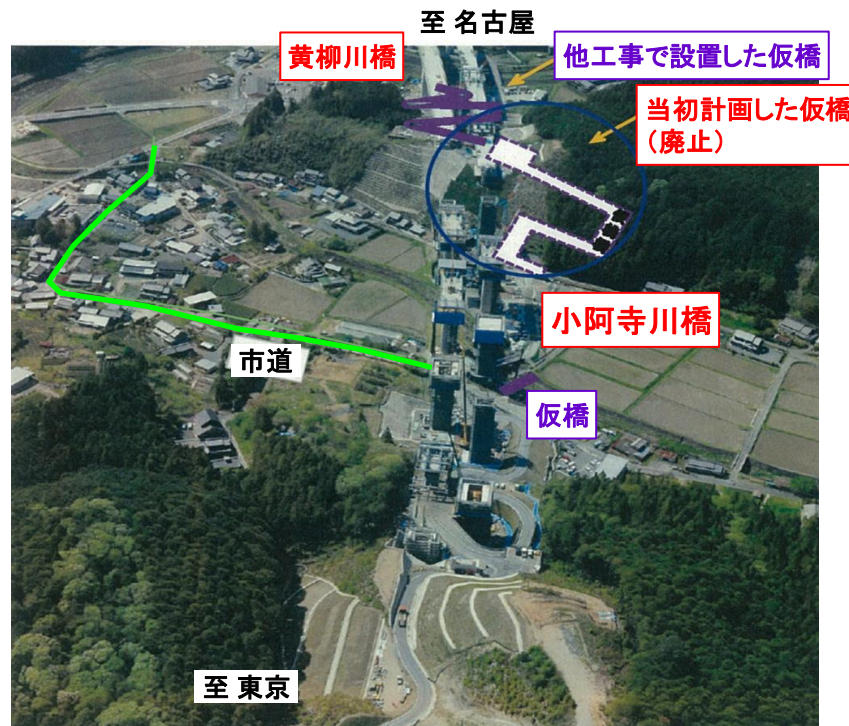 至 名古屋
黄柳川橋
他工事で設置した仮橋
当初計画した仮橋
（廃止）
小阿寺川橋
市道
仮橋
至 東京